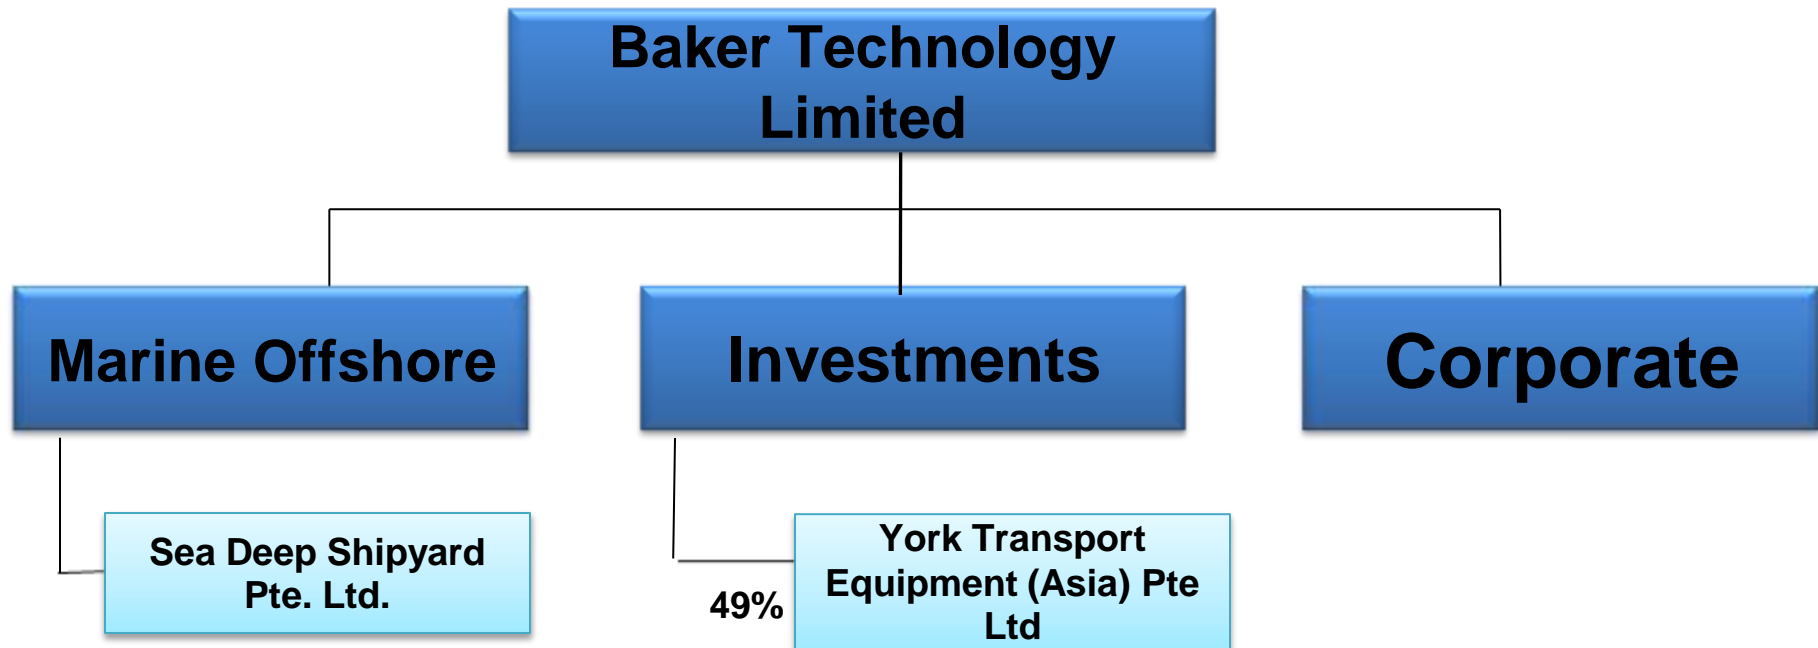 Baker Technology
Limited
Marine Offshore
Investments
Corporate
Sea Deep Shipyard
Pte. Ltd.
49%
York Transport
Equipment (Asia) Pte
Ltd